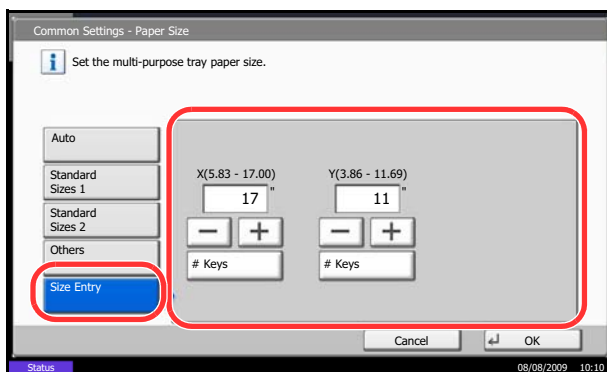 Common Settings - Paper Size
Set the multi-purpose tray paper size.
Auto
Standard
Sizes 1
Standard
Sizes 2
Others
Size Entry
X(5.83 - 17.00)
17 "
# Keys
Y(3.86 - 11.69)
11 "
# Keys
Cancel
OK
Status
08/08/2009 10:10